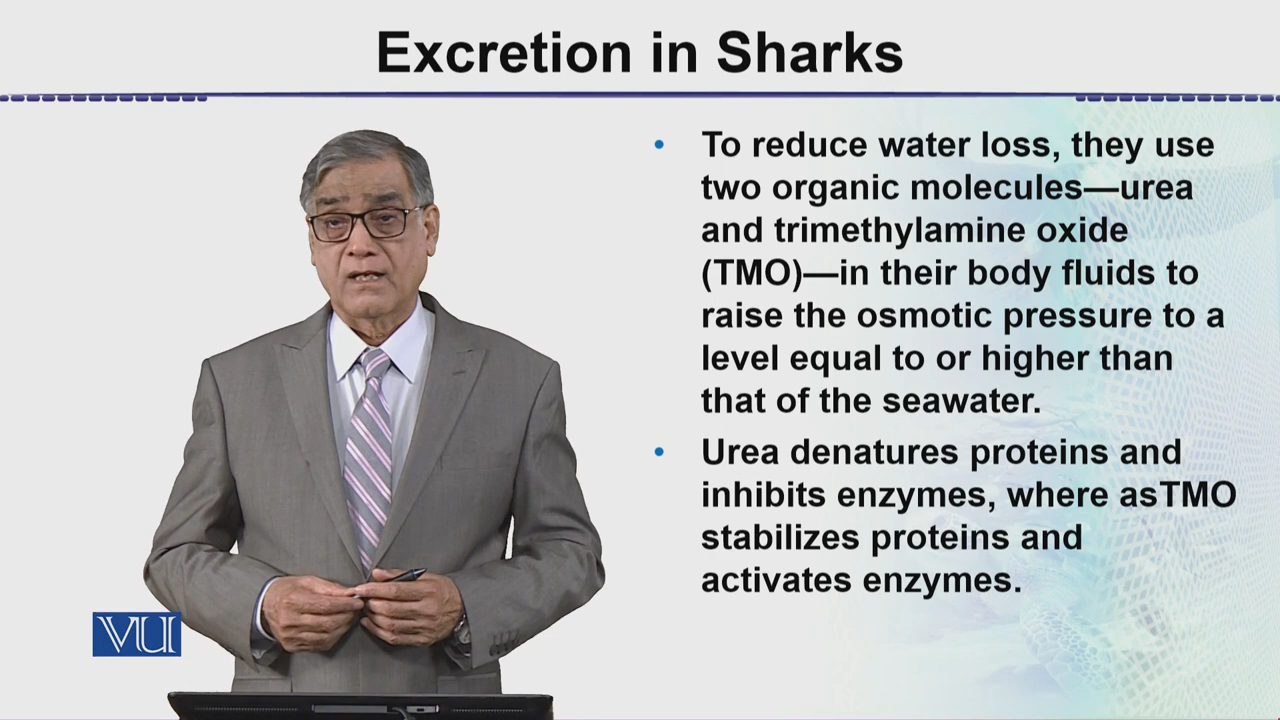 Excretion in Sharks
• To reduce water loss, they use
two organic molecules—urea
and trimethylamine oxide
(TMO)—in their body fluids to
raise the osmotic pressure to a
level equal to or higher than
that of the seawater.
• Urea denatures proteins and
inhibits enzymes, where asTMO
stabilizes proteins and
activates enzymes.
VU